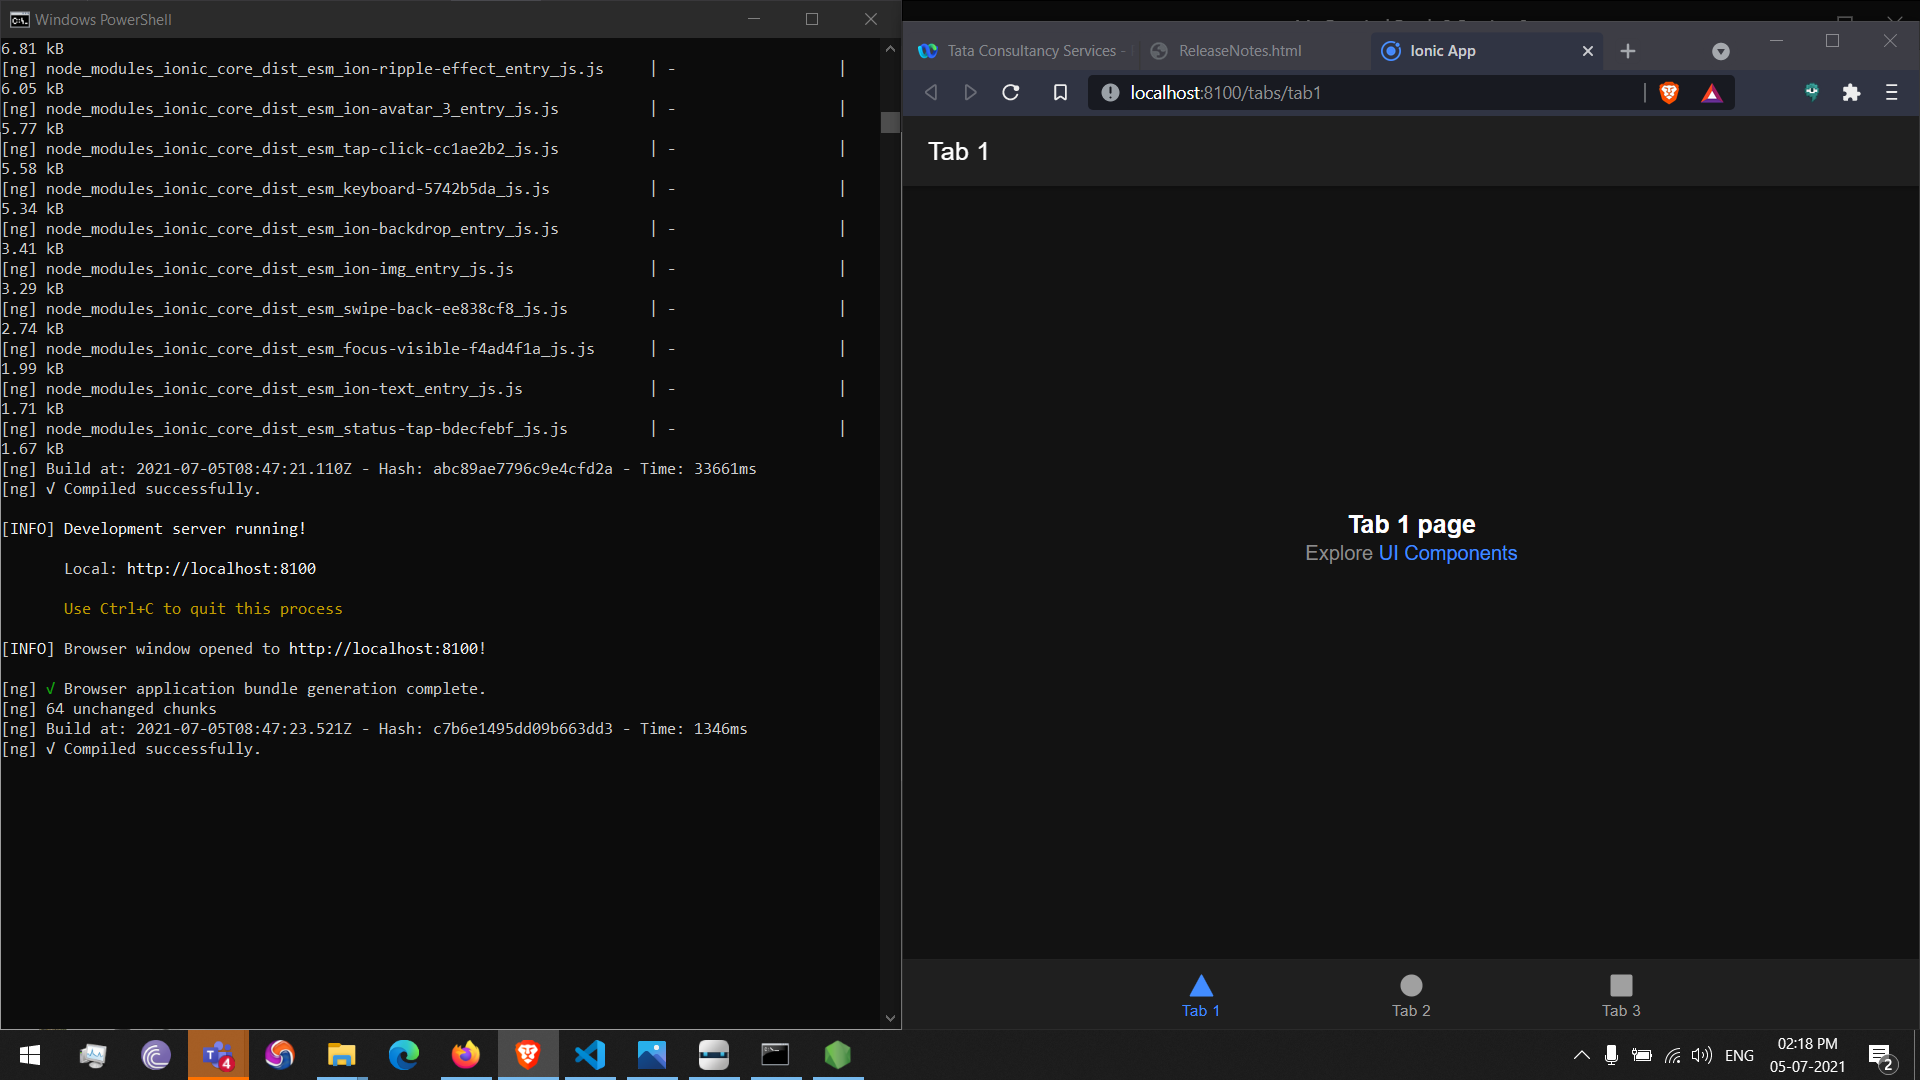 Windows PowerShell
6.81 kB
[ng] node_modules_ionic_core_dist_esm_ion-ripple-effect_entry_js.js | - |
6.05 kB
[ng] node_modules_ionic_core_dist_esm_ion-avatar_3_entry_js.js | - |
5.77 kB
[ng] node_modules_ionic_core_dist_esm_tap-click-cc1ae2b2_js.js | - |
5.58 kB
[ng] node_modules_ionic_core_dist_esm_keyboard-5742b5da_js.js | - |
5.34 kB
[ng] node_modules_ionic_core_dist_esm_ion-backdrop_entry_js.js | - |
3.41 kB
[ng] node_modules_ionic_core_dist_esm_ion-img_entry_js.js | - |
3.29 kB
[ng] node_modules_ionic_core_dist_esm_swipe-back-ee838cf8_js.js | - |
2.74 kB
[ng] node_modules_ionic_core_dist_esm_focus-visible-f4ad4f1a_js.js | - |
1.99 kB
[ng] node_modules_ionic_core_dist_esm_ion-text_entry_js.js | - |
1.71 kB
[ng] node_modules_ionic_core_dist_esm_status-tap-bdecfebf_js.js | - |
1.67 kB
[ng] Build at: 2021-07-05T08:47:21.110Z - Hash: abc89ae7796c9e4cfd2a - Time: 33661ms
[ng] √ Compiled successfully.
[INFO] Development server running!
Local: http://localhost:8100
Use Ctrl+C to quit this process
[INFO] Browser window opened to http://localhost:8100!
[ng] √ Browser application bundle generation complete.
[ng] 64 unchanged chunks
[ng] Build at: 2021-07-05T08:47:23.521Z - Hash: c7b6e1495dd09b663dd3 - Time: 1346ms
[ng] √ Compiled successfully.
Tata Consultancy Services -
ReleaseNotes.html
Ionic App
localhost:8100/tabs/tab1
Tab 1
Tab 1 page
Explore UI Components
Tab 1
Tab 2
Tab 3
4
ENG
02:18 PM
05-07-2021
2